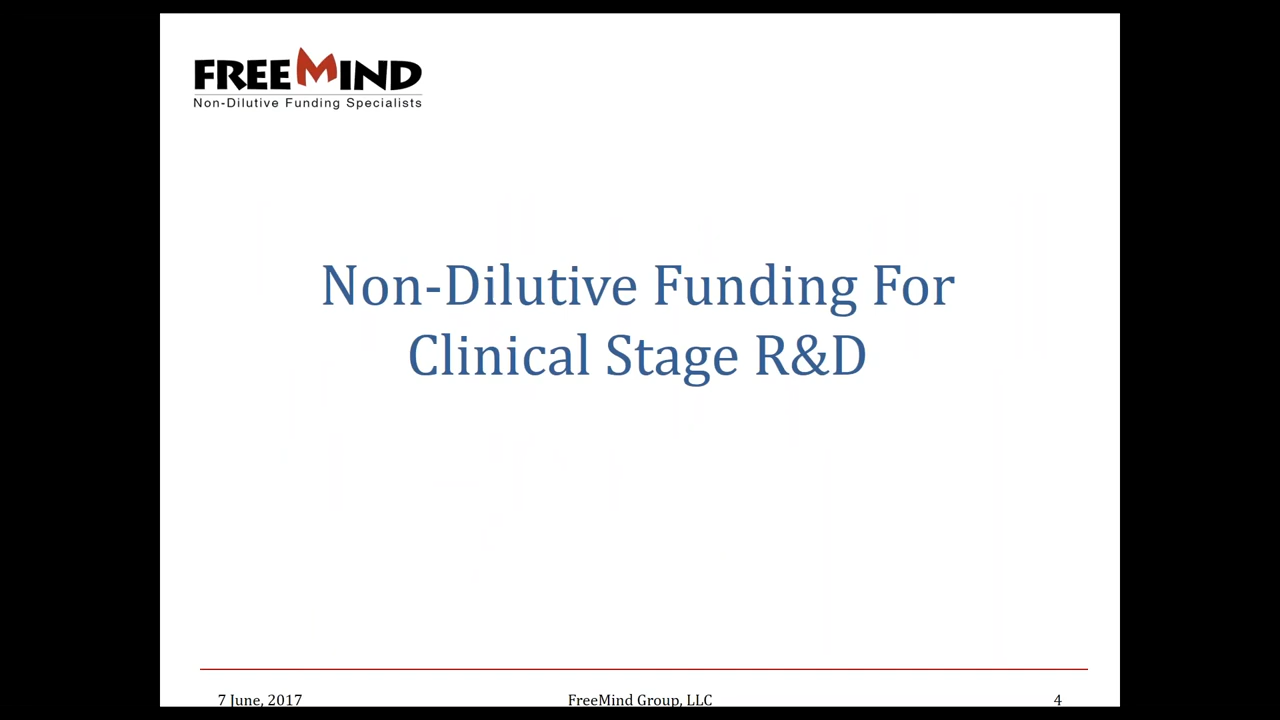 FREEMIND
Non-Dilutive Funding Specialists
Non-Dilutive Funding For
Clinical Stage R&D
7 June, 2017
FreeMind Group, LLC
4